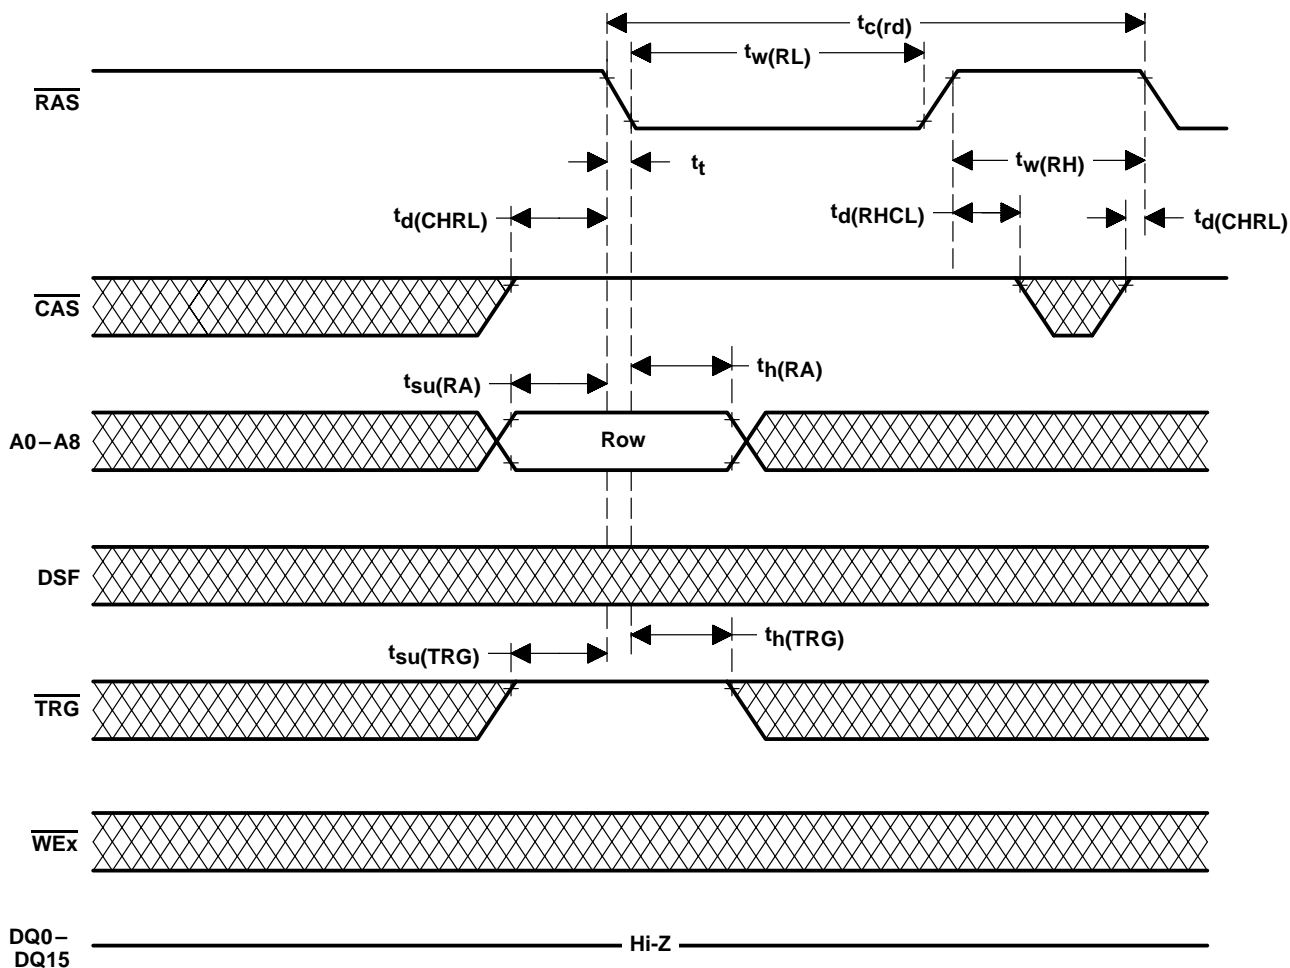 tc(rd)
tw(RL)
RAS
tt
tw(RH)
td(CHRL)
td(RHCL)
td(CHRL)
CAS
tsu(RA)
th(RA)
A0–A8
Row
DSF
tsu(TRG)
th(TRG)
TRG
WEx
DQ0–
DQ15
Hi-Z